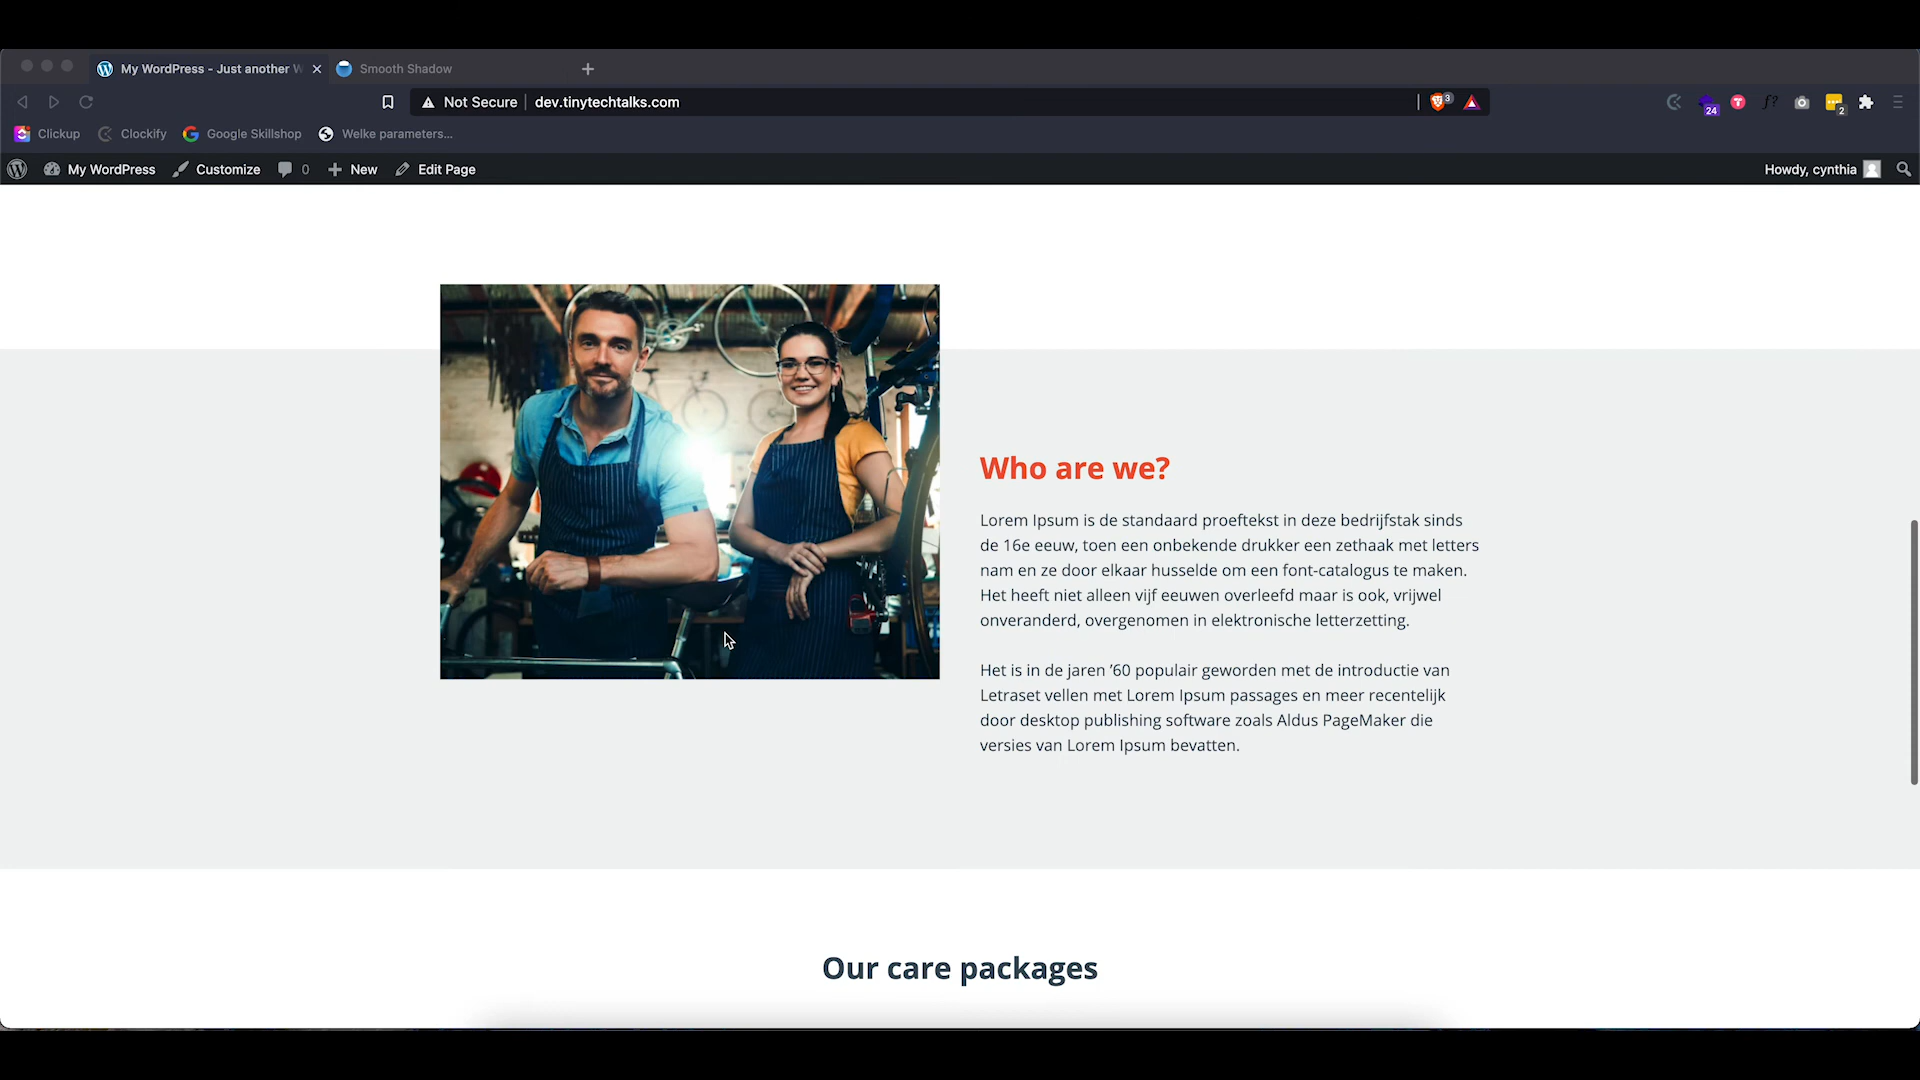 My WordPress - Just another W
Smooth Shadow
Not Secure
dev.tinytechtalks.com
3
24
f?
2
Clickup
Clockify
Google Skillshop
Welke parameters...
My WordPress
Customize
0
New
Edit Page
Howdy, cynthia
Who are we?
Lorem Ipsum is de standaard proeftekst in deze bedrijfstak sinds
de 16e eeuw, toen een onbekende drukker een zethaak met letters
nam en ze door elkaar husselde om een font-catalogus te maken.
Het heeft niet alleen vijf eeuwen overleefd maar is ook, vrijwel
onveranderd, overgenomen in elektronische letterzetting.
Het is in de jaren ’60 populair geworden met de introductie van
Letraset vellen met Lorem Ipsum passages en meer recentelijk
door desktop publishing software zoals Aldus PageMaker die
versies van Lorem Ipsum bevatten.
Our care packages